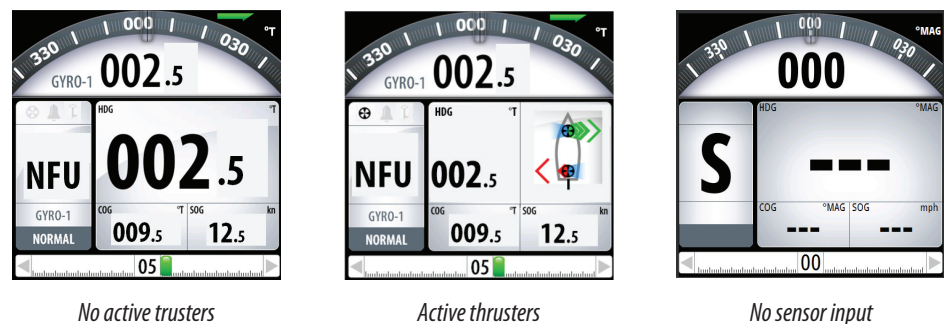 330 000 030 °T
GYRO-1 002.5
HDG °T
NFU 002.5
GYRO-1
NORMAL
COG °T SOG kn
009.5 12.5
05
No active trusters
330 000 030 °T
GYRO-1 002.5
HDG °T
NFU 002.5
GYRO-1
NORMAL
COG °T SOG kn
009.5 12.5
05
Active thrusters
330 000 030 °MAG
000
HDG °MAG
S ---
COG °MAG SOG mph
--- ---
00
No sensor input